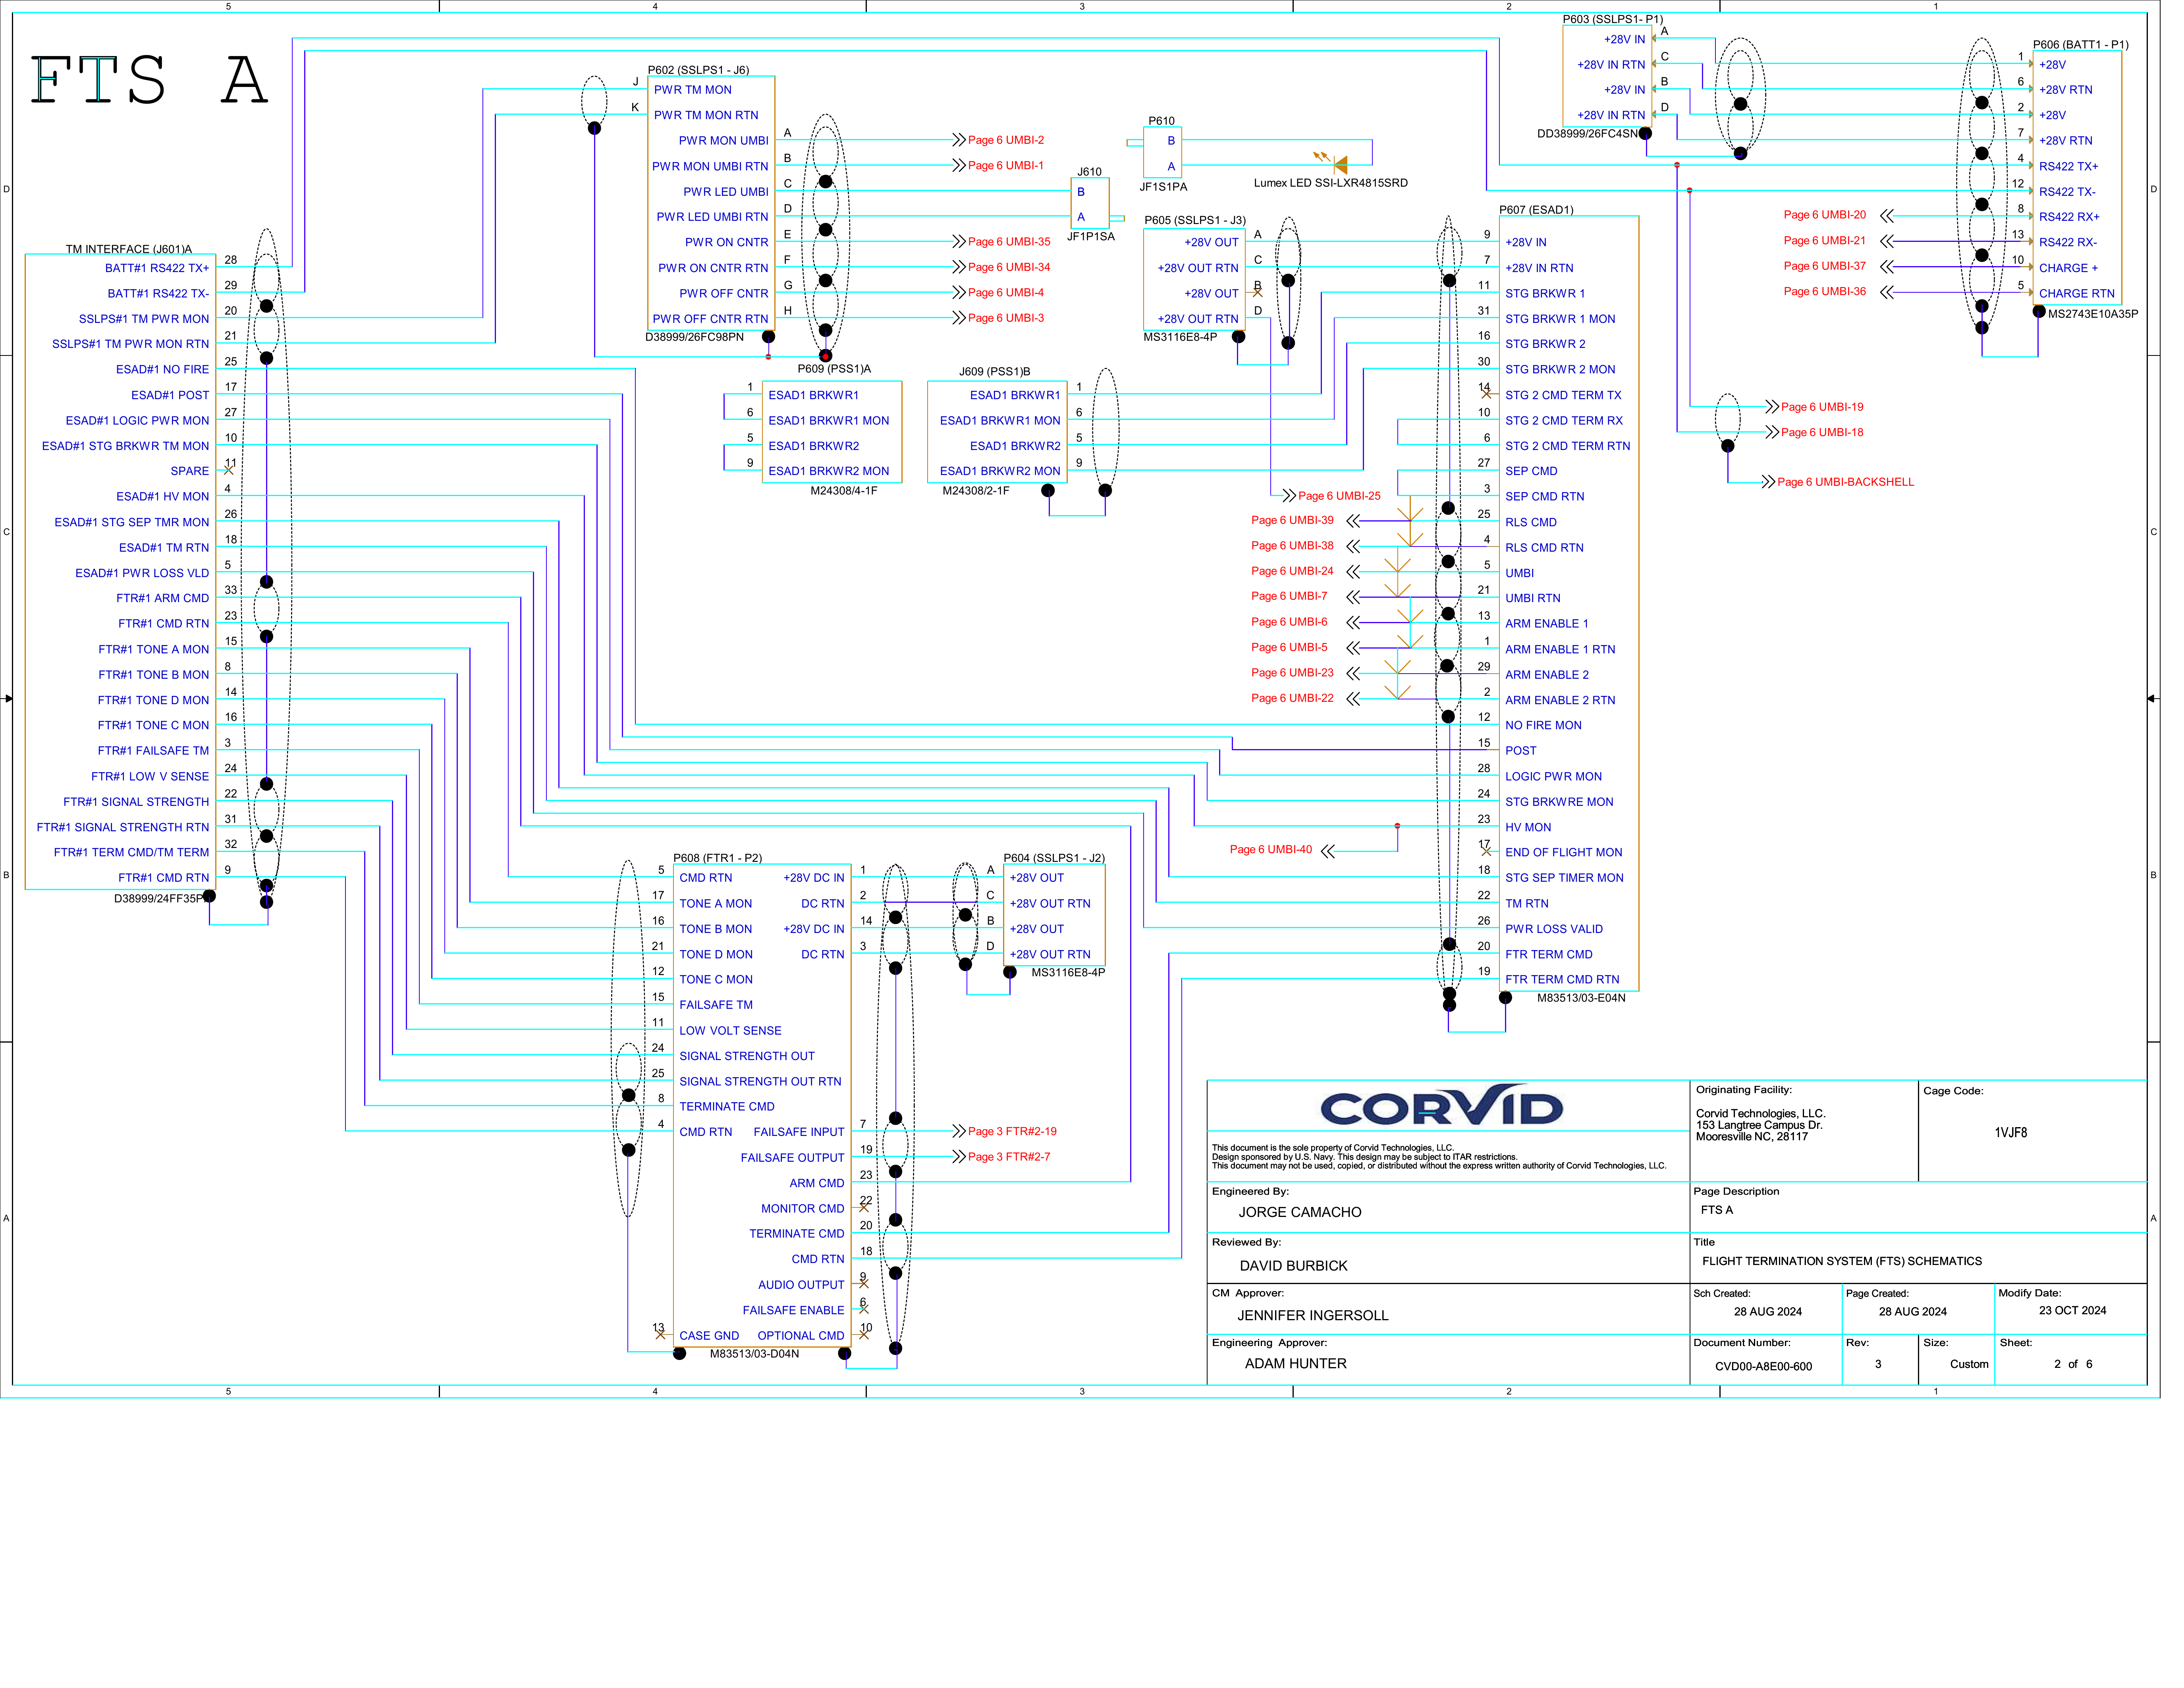 5 4 3 2 1
FTS A
TM INTERFACE (J601)A
BATT#1 RS422 TX+ 28
BATT#1 RS422 TX- 29
SSLPS#1 TM PWR MON 20
SSLPS#1 TM PWR MON RTN 21
ESAD#1 NO FIRE 25
ESAD#1 POST 17
ESAD#1 LOGIC PWR MON 27
ESAD#1 STG BRKWR TM MON 10
SPARE 11
ESAD#1 HV MON 4
ESAD#1 STG SEP TMR MON 26
ESAD#1 TM RTN 18
ESAD#1 PWR LOSS VLD 5
FTR#1 ARM CMD 33
FTR#1 CMD RTN 23
FTR#1 TONE A MON 15
FTR#1 TONE B MON 8
FTR#1 TONE D MON 14
FTR#1 TONE C MON 16
FTR#1 FAILSAFE TM 3
FTR#1 LOW V SENSE 24
FTR#1 SIGNAL STRENGTH 22
FTR#1 SIGNAL STRENGTH RTN 31
FTR#1 TERM CMD/TM TERM 32
FTR#1 CMD RTN 9
P602 (SSLPS1 - J6)
J PWR TM MON
K PWR TM MON RTN
PWR MON UMBI A Page 6 UMBI-2
PWR MON UMBI RTN B Page 6 UMBI-1
PWR LED UMBI C
PWR LED UMBI RTN D
PWR ON CNTR E Page 6 UMBI-35
PWR ON CNTR RTN F Page 6 UMBI-34
PWR OFF CNTR G Page 6 UMBI-4
PWR OFF CNTR RTN H Page 6 UMBI-3
D38999/26FC98PN
J610
B
A
JF1P1SA
P610
B
A
JF1S1PA
Lumex LED SSI-LXR4815SRD
P605 (SSLPS1 - J3)
+28V OUT A
+28V OUT RTN C
+28V OUT B
+28V OUT RTN D
MS3116E8-4P
Page 6 UMBI-25
P609 (PSS1)A
1 ESAD1 BRKWR1
6 ESAD1 BRKWR1 MON
5 ESAD1 BRKWR2
9 ESAD1 BRKWR2 MON
M24308/4-1F
J609 (PSS1)B
ESAD1 BRKWR1 1
ESAD1 BRKWR1 MON 6
ESAD1 BRKWR2 5
ESAD1 BRKWR2 MON 9
M24308/2-1F
P603 (SSLPS1- P1)
+28V IN A
+28V IN RTN C
+28V IN B
+28V IN RTN D
DD38999/26FC4SN
P606 (BATT1 - P1)
1 +28V
6 +28V RTN
2 +28V
7 +28V RTN
4 RS422 TX+
12 RS422 TX-
Page 6 UMBI-20 8 RS422 RX+
Page 6 UMBI-21 13 RS422 RX-
Page 6 UMBI-37 10 CHARGE +
Page 6 UMBI-36 5 CHARGE RTN
MS2743E10A35P
Page 6 UMBI-19
Page 6 UMBI-18
Page 6 UMBI-BACKSHELL
P607 (ESAD1)
9 +28V IN
7 +28V IN RTN
11 STG BRKWR 1
31 STG BRKWR 1 MON
16 STG BRKWR 2
30 STG BRKWR 2 MON
14 STG 2 CMD TERM TX
10 STG 2 CMD TERM RX
6 STG 2 CMD TERM RTN
27 SEP CMD
3 SEP CMD RTN
Page 6 UMBI-39 25 RLS CMD
Page 6 UMBI-38 4 RLS CMD RTN
Page 6 UMBI-24 5 UMBI
Page 6 UMBI-7 21 UMBI RTN
Page 6 UMBI-6 13 ARM ENABLE 1
Page 6 UMBI-5 1 ARM ENABLE 1 RTN
Page 6 UMBI-23 29 ARM ENABLE 2
Page 6 UMBI-22 2 ARM ENABLE 2 RTN
12 NO FIRE MON
15 POST
28 LOGIC PWR MON
24 STG BRKWRE MON
23 HV MON
Page 6 UMBI-40 17 END OF FLIGHT MON
18 STG SEP TIMER MON
22 TM RTN
26 PWR LOSS VALID
20 FTR TERM CMD
19 FTR TERM CMD RTN
M83513/03-E04N
P608 (FTR1 - P2)
5 CMD RTN +28V DC IN 1
17 TONE A MON DC RTN 2
16 TONE B MON +28V DC IN 14
21 TONE D MON DC RTN 3
12 TONE C MON
15 FAILSAFE TM
11 LOW VOLT SENSE
24 SIGNAL STRENGTH OUT
25 SIGNAL STRENGTH OUT RTN
8 TERMINATE CMD
4 CMD RTN FAILSAFE INPUT 7 Page 3 FTR#2-19
FAILSAFE OUTPUT 19 Page 3 FTR#2-7
ARM CMD 23
MONITOR CMD 22
TERMINATE CMD 20
CMD RTN 18
AUDIO OUTPUT 9
FAILSAFE ENABLE 6
13 CASE GND OPTIONAL CMD 10
M83513/03-D04N
P604 (SSLPS1 - J2)
A +28V OUT
C +28V OUT RTN
B +28V OUT
D +28V OUT RTN
MS3116E8-4P
D
C
B
A
D
C
B
A
CORVID
This document is the sole property of Corvid Technologies, LLC.
Design sponsored by U.S. Navy. This design may be subject to ITAR restrictions.
This document may not be used, copied, or distributed without the express written authority of Corvid Technologies, LLC.
Originating Facility:
Corvid Technologies, LLC.
153 Langtree Campus Dr.
Mooresville NC, 28117
Cage Code:
1VJF8
Engineered By:
JORGE CAMACHO
Page Description
FTS A
Reviewed By:
DAVID BURBICK
Title
FLIGHT TERMINATION SYSTEM (FTS) SCHEMATICS
CM Approver:
JENNIFER INGERSOLL
Sch Created:
28 AUG 2024
Page Created:
28 AUG 2024
Modify Date:
23 OCT 2024
Engineering Approver:
ADAM HUNTER
Document Number:
CVD00-A8E00-600
Rev:
3
Size:
Custom
Sheet:
2 of 6
5 4 3 2 1